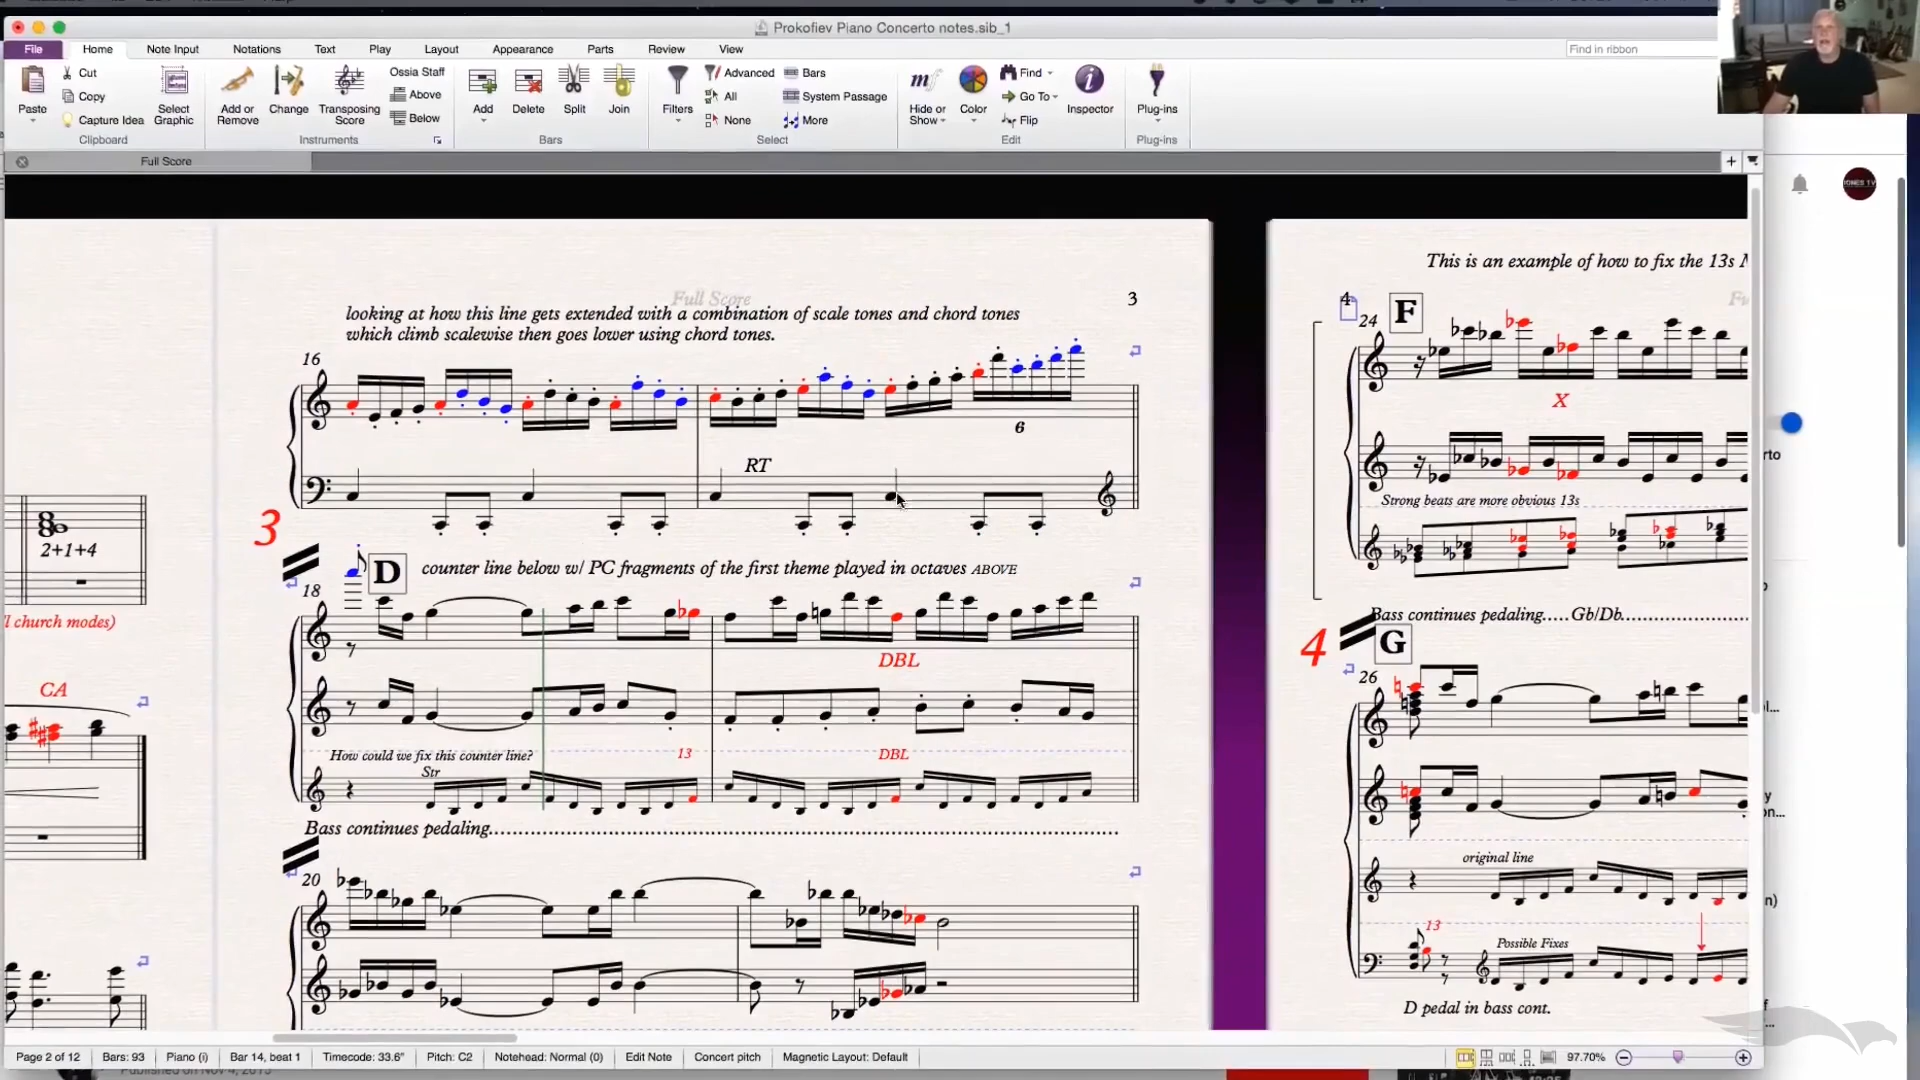 Prokofiev Piano Concerto notes.sib_1
File Home Note Input Notations Text Play Layout Appearance Parts Review View
Find in ribbon
Paste
Cut
Copy
Capture Idea
Select Graphic
Clipboard
Add or Remove
Change
Transposing Score
Ossia Staff
Above
Below
Instruments
Add
Delete
Split
Join
Bars
Filters
Advanced
All
None
Bars
System Passage
More
Select
Hide or Show
Color
Find
Go To
Flip
Inspector
Edit
Plug-ins
Plug-ins
Full Score
JONES TV
Full Score
3
looking at how this line gets extended with a combination of scale tones and chord tones
which climb scalewise then goes lower using chord tones.
16
6
RT
3
D
counter line below w/ PC fragments of the first theme played in octaves ABOVE
18
DBL
How could we fix this counter line?
13
DBL
Str
Bass continues pedaling
20
2+1+4
l church modes)
CA
This is an example of how to fix the 13s
4
24
F
X
Strong beats are more obvious 13s
Bass continues pedaling.....Gb/Db
4
G
26
original line
13
Possible Fixes
D pedal in bass cont.
rto
Page 2 of 12 Bars: 93 Piano (i) Bar 14, beat 1 Timecode: 33.6" Pitch: C2 Notehead: Normal (0) Edit Note Concert pitch Magnetic Layout: Default 97.70%